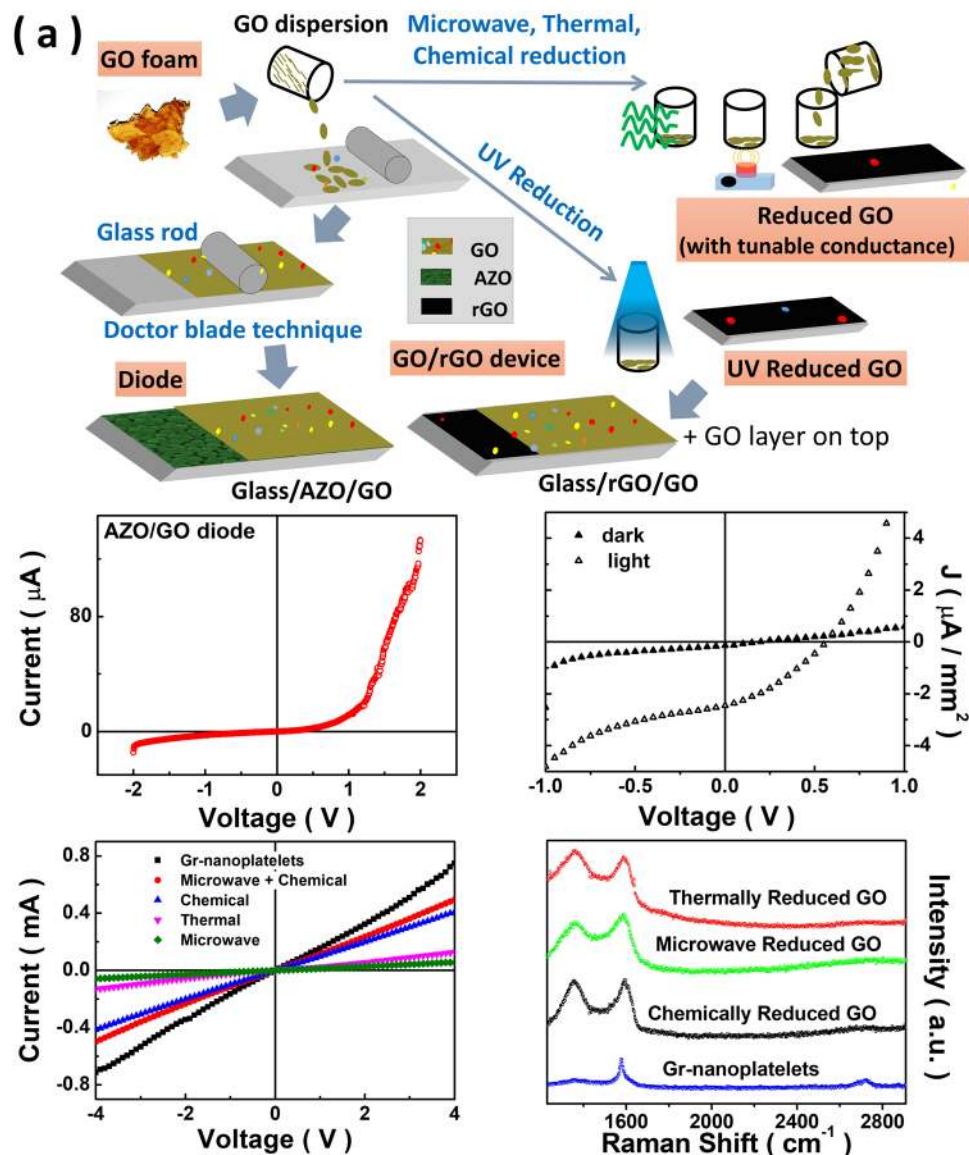 ( a )
GO dispersion
Microwave, Thermal,
Chemical reduction
GO foam
UV Reduction
Glass rod
GO
AZO
rGO
Reduced GO
(with tunable conductance)
Doctor blade technique
Diode
GO/rGO device
UV Reduced GO
+ GO layer on top
Glass/AZO/GO
Glass/rGO/GO
AZO/GO diode
Current ( μA )
80
0
-2 -1 0 1 2
Voltage ( V )
dark
light
J ( μA / mm²)
4
2
0
-2
-4
-1.0 -0.5 0.0 0.5 1.0
Voltage ( V )
Gr-nanoplatelets
Microwave + Chemical
Chemical
Thermal
Microwave
Current ( mA )
0.8
0.4
0.0
-0.4
-0.8
-4 -2 0 2 4
Voltage ( V )
Thermally Reduced GO
Microwave Reduced GO
Chemically Reduced GO
Gr-nanoplatelets
Intensity ( a.u. )
1600 2000 2400 2800
Raman Shift ( cm⁻¹ )